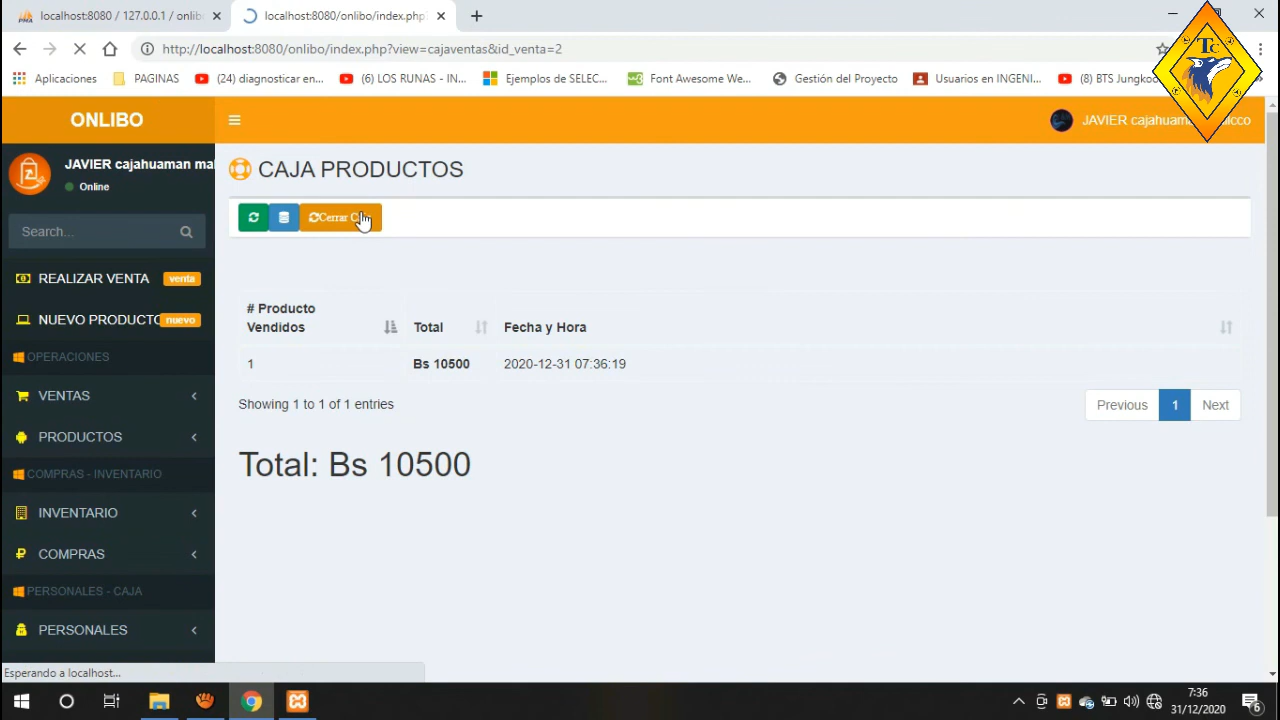 localhost:8080 / 127.0.0.1 / onlib
localhost:8080/onlibo/index.php?
http://localhost:8080/onlibo/index.php?view=cajaventas&id_venta=2
Aplicaciones
PAGINAS
(24) diagnosticar en...
(6) LOS RUNAS - IN...
Ejemplos de SELEC...
Font Awesome We...
Gestión del Proyecto
Usuarios en INGENI...
(8) BTS Jungkoo
TC
ONLIBO
JAVIER cajahuaman
JAVIER cajahuaman ma
Online
CAJA PRODUCTOS
Cerrar
Search...
REALIZAR VENTA
venta
NUEVO PRODUCTO
nuevo
OPERACIONES
VENTAS
PRODUCTOS
COMPRAS - INVENTARIO
INVENTARIO
COMPRAS
PERSONALES - CAJA
PERSONALES
# Producto
Vendidos
Total
Fecha y Hora
1
Bs 10500
2020-12-31 07:36:19
Showing 1 to 1 of 1 entries
Previous
1
Next
Total: Bs 10500
Esperando a localhost...
7:36
31/12/2020
6